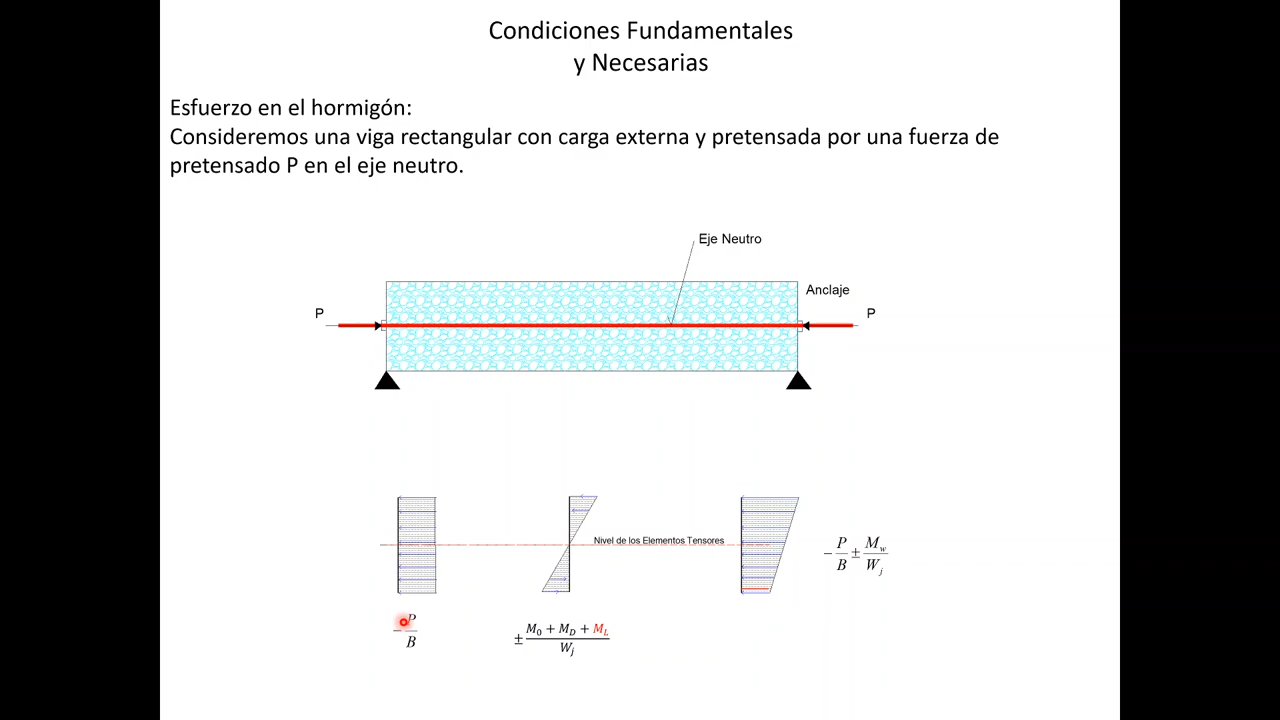 Condiciones Fundamentales
y Necesarias
Esfuerzo en el hormigón:
Consideremos una viga rectangular con carga externa y pretensada por una fuerza de
pretensado P en el eje neutro.
Eje Neutro
Anclaje
P
P
Nivel de los Elementos Tensores
− P/B ± M_w/W_j
− P/B
± (M_0 + M_D + M_L)/W_j